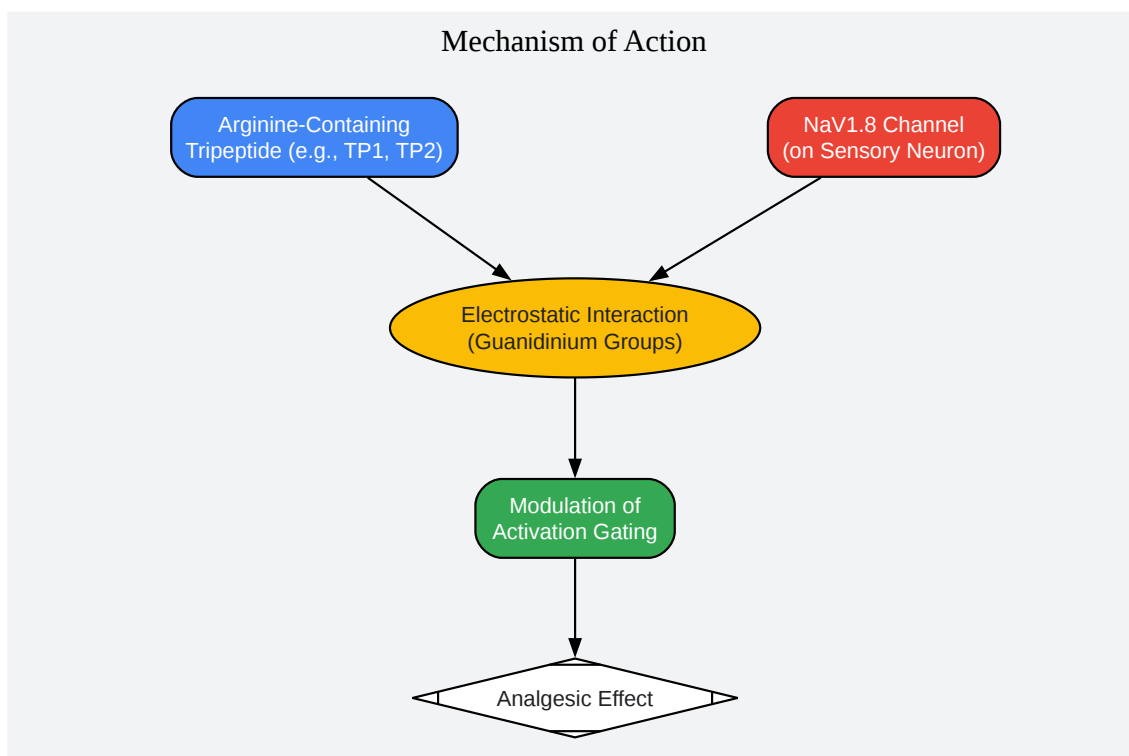 Mechanism of Action
Arginine-Containing
Tripeptide (e.g., TP1, TP2)
NaV1.8 Channel
(on Sensory Neuron)
Electrostatic Interaction
(Guanidinium Groups)
Modulation of
Activation Gating
Analgesic Effect